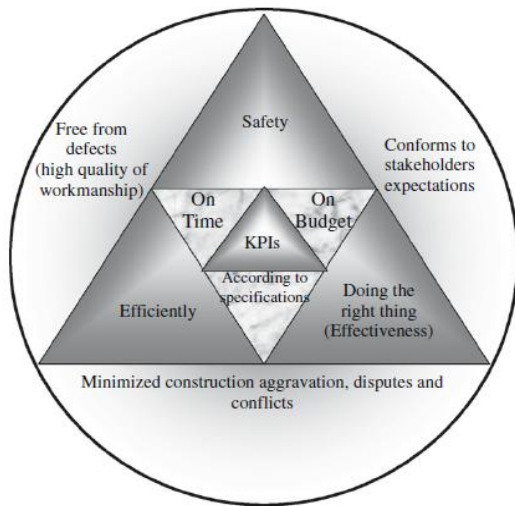 Safety
Free from
defects
(high quality of
workmanship)
Conforms to
stakeholders
expectations
On
Time
On
Budget
KPIs
According to
specifications
Efficiently
Doing the
right thing
(Effectiveness)
Minimized construction aggravation, disputes and
conflicts